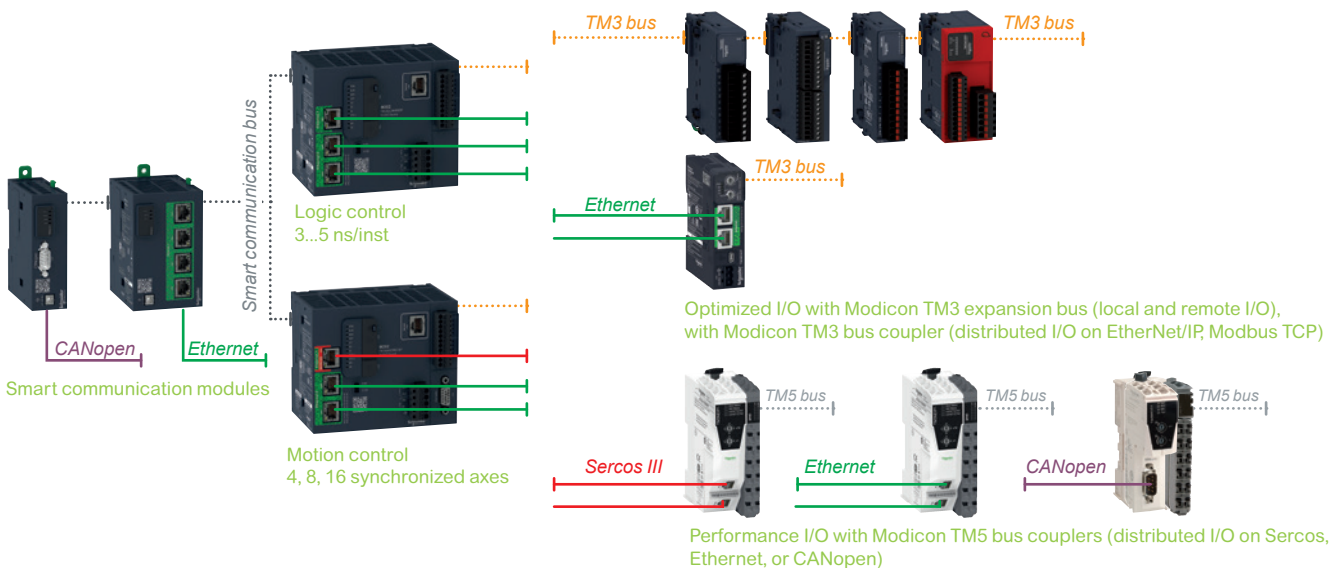 TM3 bus
TM3 bus
Smart communication bus
TM3 bus
Logic control
3...5 ns/inst
Ethernet
CANopen
Ethernet
Smart communication modules
Optimized I/O with Modicon TM3 expansion bus (local and remote I/O),
with Modicon TM3 bus coupler (distributed I/O on EtherNet/IP, Modbus TCP)
Motion control
4, 8, 16 synchronized axes
TM5 bus
TM5 bus
TM5 bus
Sercos III
Ethernet
CANopen
Performance I/O with Modicon TM5 bus couplers (distributed I/O on Sercos,
Ethernet, or CANopen)